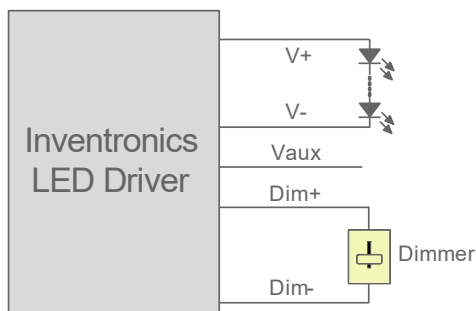 Inventronics
LED Driver
V+
V-
Vaux
Dim+
Dimmer
Dim-